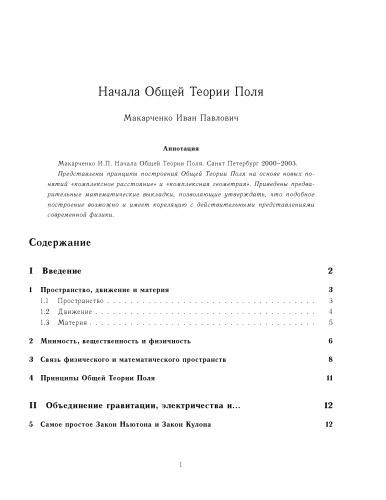 Начала Общей Теории Поля
Макарченко Иван Павлович
Аннотация
Макарченко И.П. Начала Общей Теории Поля. Санкт Петербург 2000–2003.
Представлены принципы построения Общей Теории Поля на основе новых по-
нятий «комплексное расстояние» и «комплексная геометрия». Приведены предва-
рительные математические выкладки, позволяющие утверждать, что подобное
построение возможно и имеет кореляцию с действительными представлениями
современной физики.
Содержание
I Введение 2
1 Пространство, движение и материя 3
1.1 Пространство . . . . . . . . . . . . . . . . . . . . . . . . . . . . . . . . . . 3
1.2 Движение . . . . . . . . . . . . . . . . . . . . . . . . . . . . . . . . . . . . 4
1.3 Материя . . . . . . . . . . . . . . . . . . . . . . . . . . . . . . . . . . . . . 5
2 Мнимость, вещественность и физичность 6
3 Связь физического и математического пространств 8
4 Принципы Общей Теории Поля 11
II Объединение гравитации, электричества и... 12
5 Самое простое Закон Ньютона и Закон Кулона 12
1